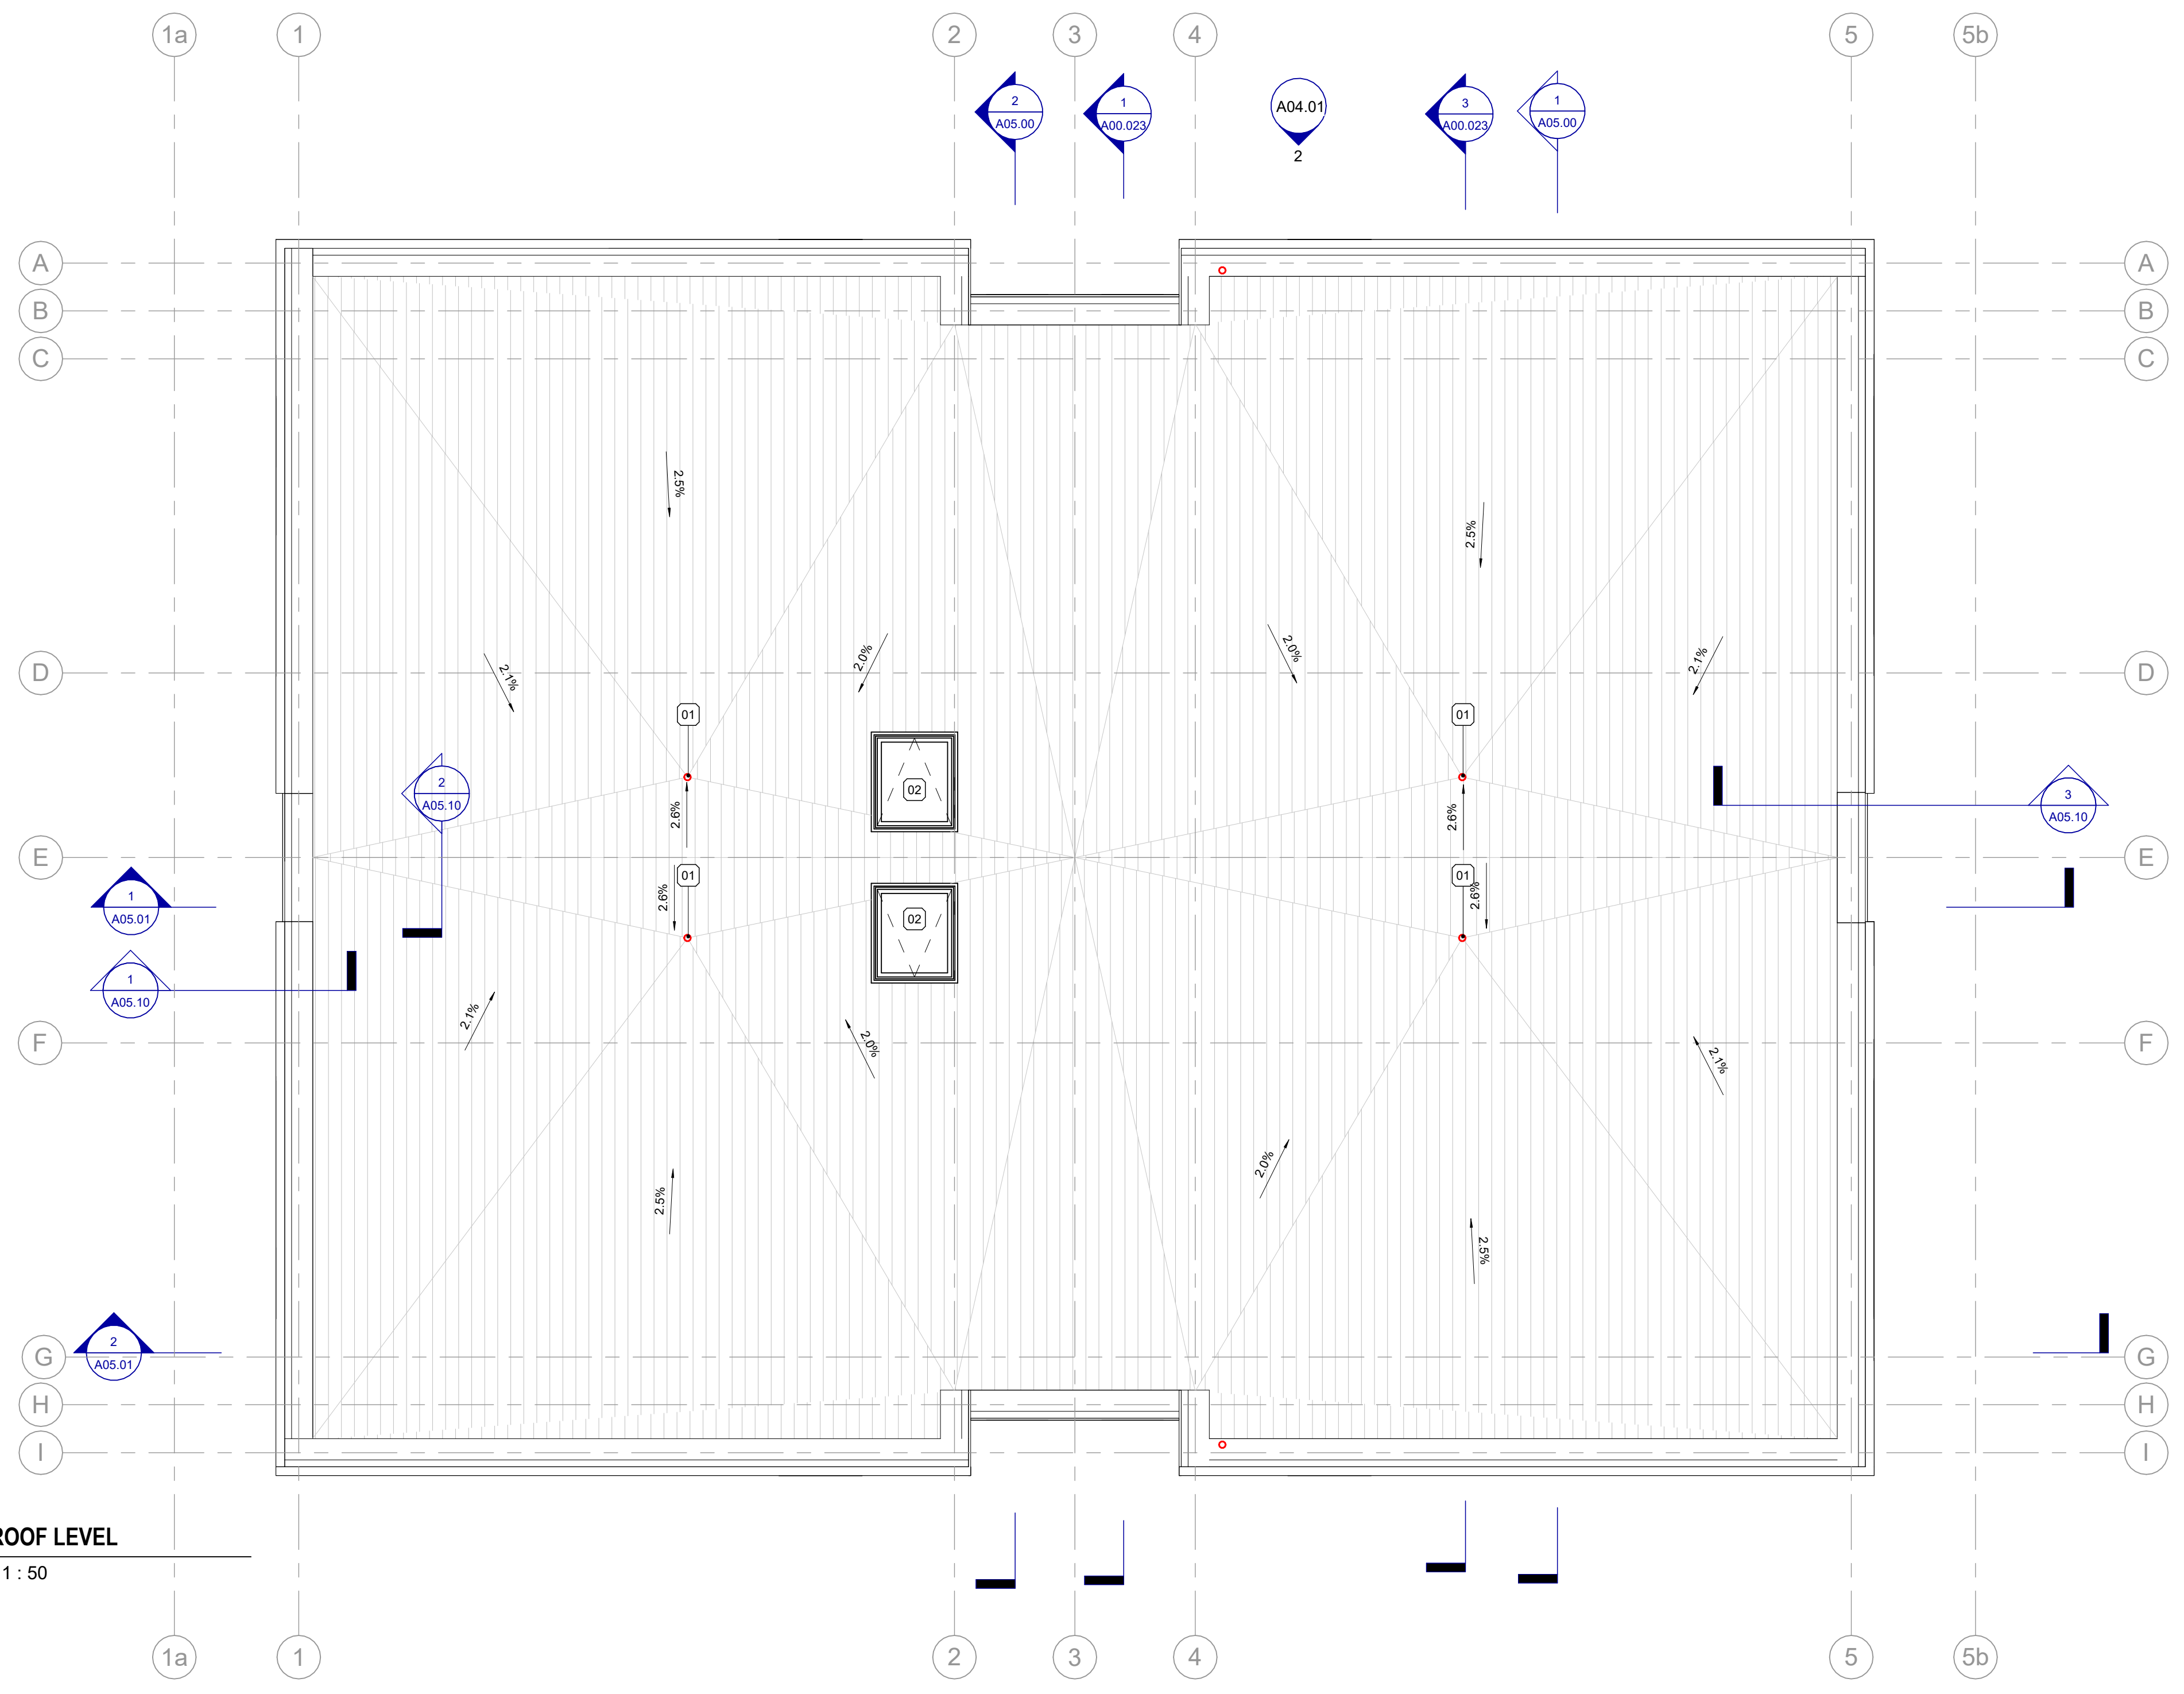 1a
1
2
3
4
5
5b
2
A05.00
1
A00.023
A04.01
2
3
A00.023
1
A05.00
A
A
B
B
C
C
2.5%
2.5%
2.1%
2.0%
2.0%
2.1%
D
D
01
01
2
A05.10
02
3
A05.10
2.6%
2.6%
E
E
01
01
2.6%
2.6%
1
A05.01
02
1
A05.10
2.1%
2.0%
2.1%
F
F
2.0%
2.5%
2.5%
2
A05.01
G
G
H
H
I
I
ROOF LEVEL
1 : 50
1a
1
2
3
4
5
5b